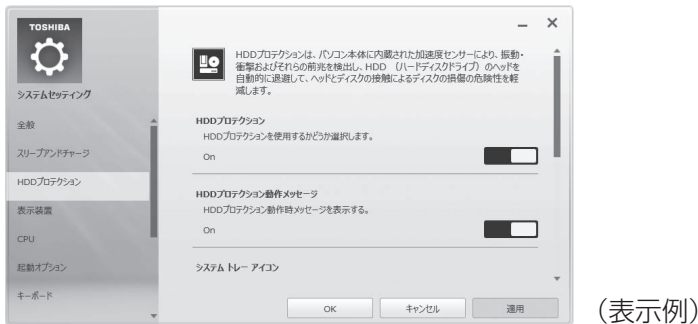 TOSHIBA
システムセッティング
全般
スリープアンドチャージ
HDDプロテクション
表示装置
CPU
起動オプション
キーボード
HDDプロテクションは、パソコン本体に内蔵された加速度センサーにより、振動・
衝撃およびそれらの前兆を検出し、HDD （ハードディスクドライブ）のヘッドを
自動的に退避して、ヘッドとディスクの接触によるディスクの損傷の危険性を軽
減します。
HDDプロテクション
HDDプロテクションを使用するかどうか選択します。
On
HDDプロテクション動作メッセージ
HDDプロテクション動作時メッセージを表示する。
On
システム トレー アイコン
OK キャンセル 適用
（表示例）